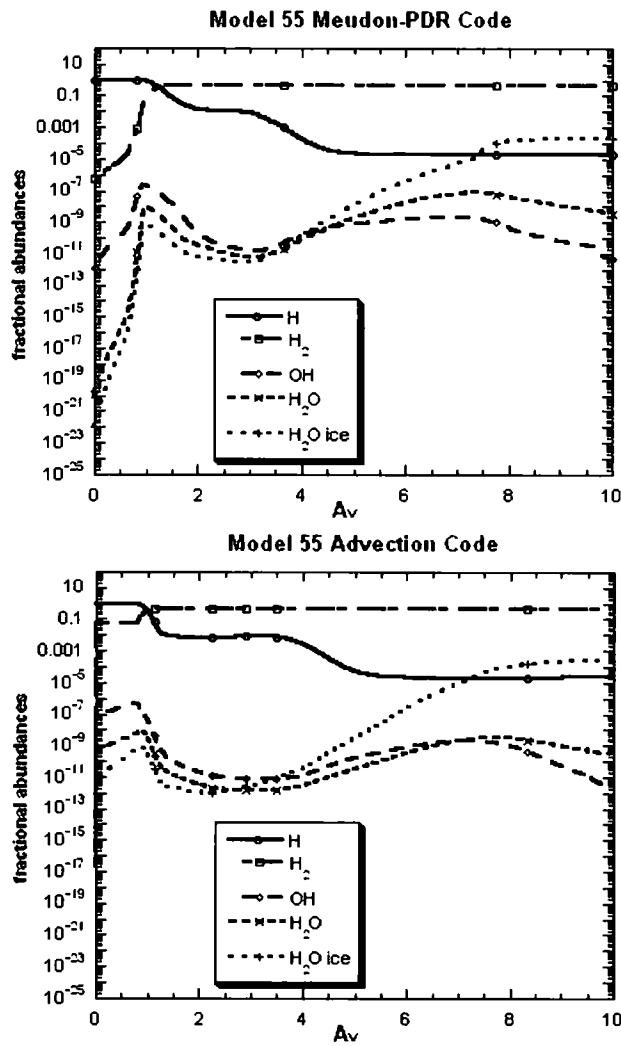 Model 55 Meudon-PDR Code
fractional abundances
10
0.1
0.001
10-5
10-7
10-9
10-11
10-13
10-15
10-17
10-19
10-21
10-23
10-25
H
H2
OH
H2O
H2O ice
0 2 4 6 8 10
Av
Model 55 Advection Code
fractional abundances
10
0.1
0.001
10-5
10-7
10-9
10-11
10-13
10-15
10-17
10-19
10-21
10-23
10-25
H
H2
OH
H2O
H2O ice
0 2 4 6 8 10
Av